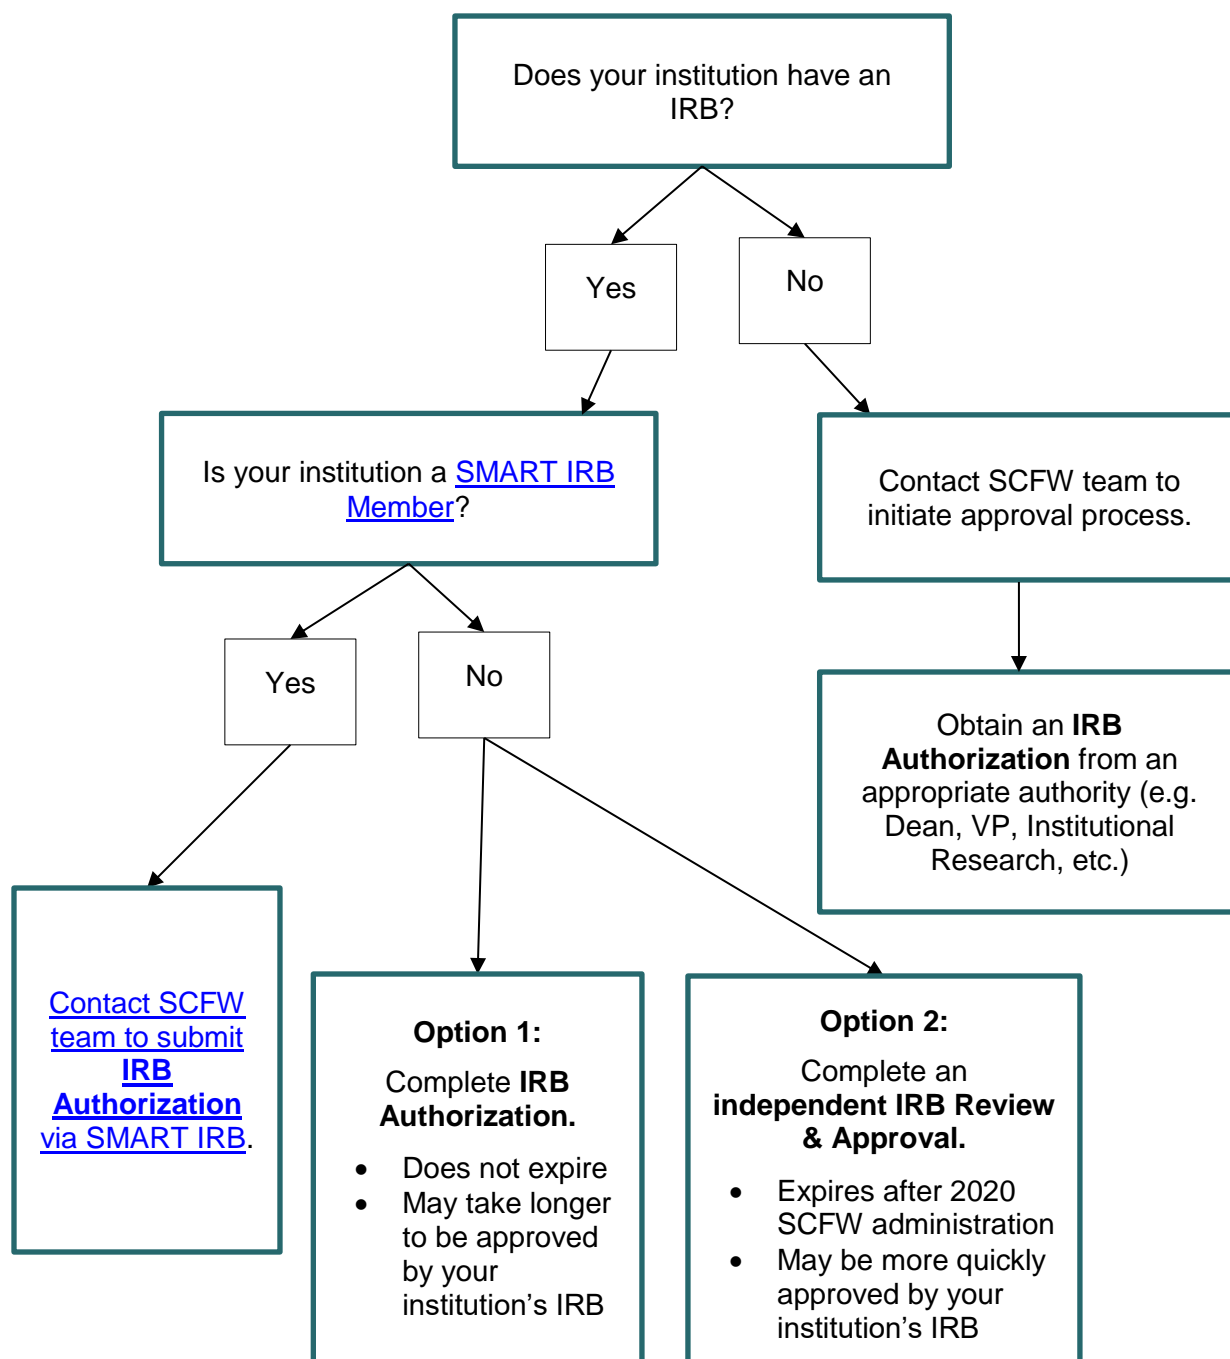 Does your institution have an
IRB?
Yes
No
Is your institution a SMART IRB
Member?
Contact SCFW team to
initiate approval process.
Yes
No
Obtain an IRB
Authorization from an
appropriate authority (e.g.
Dean, VP, Institutional
Research, etc.)
Contact SCFW
team to submit
IRB
Authorization
via SMART IRB.
Option 1:
Complete IRB
Authorization.
• Does not expire
• May take longer
to be approved
by your
institution’s IRB
Option 2:
Complete an
independent IRB Review
& Approval.
• Expires after 2020
SCFW administration
• May be more quickly
approved by your
institution’s IRB